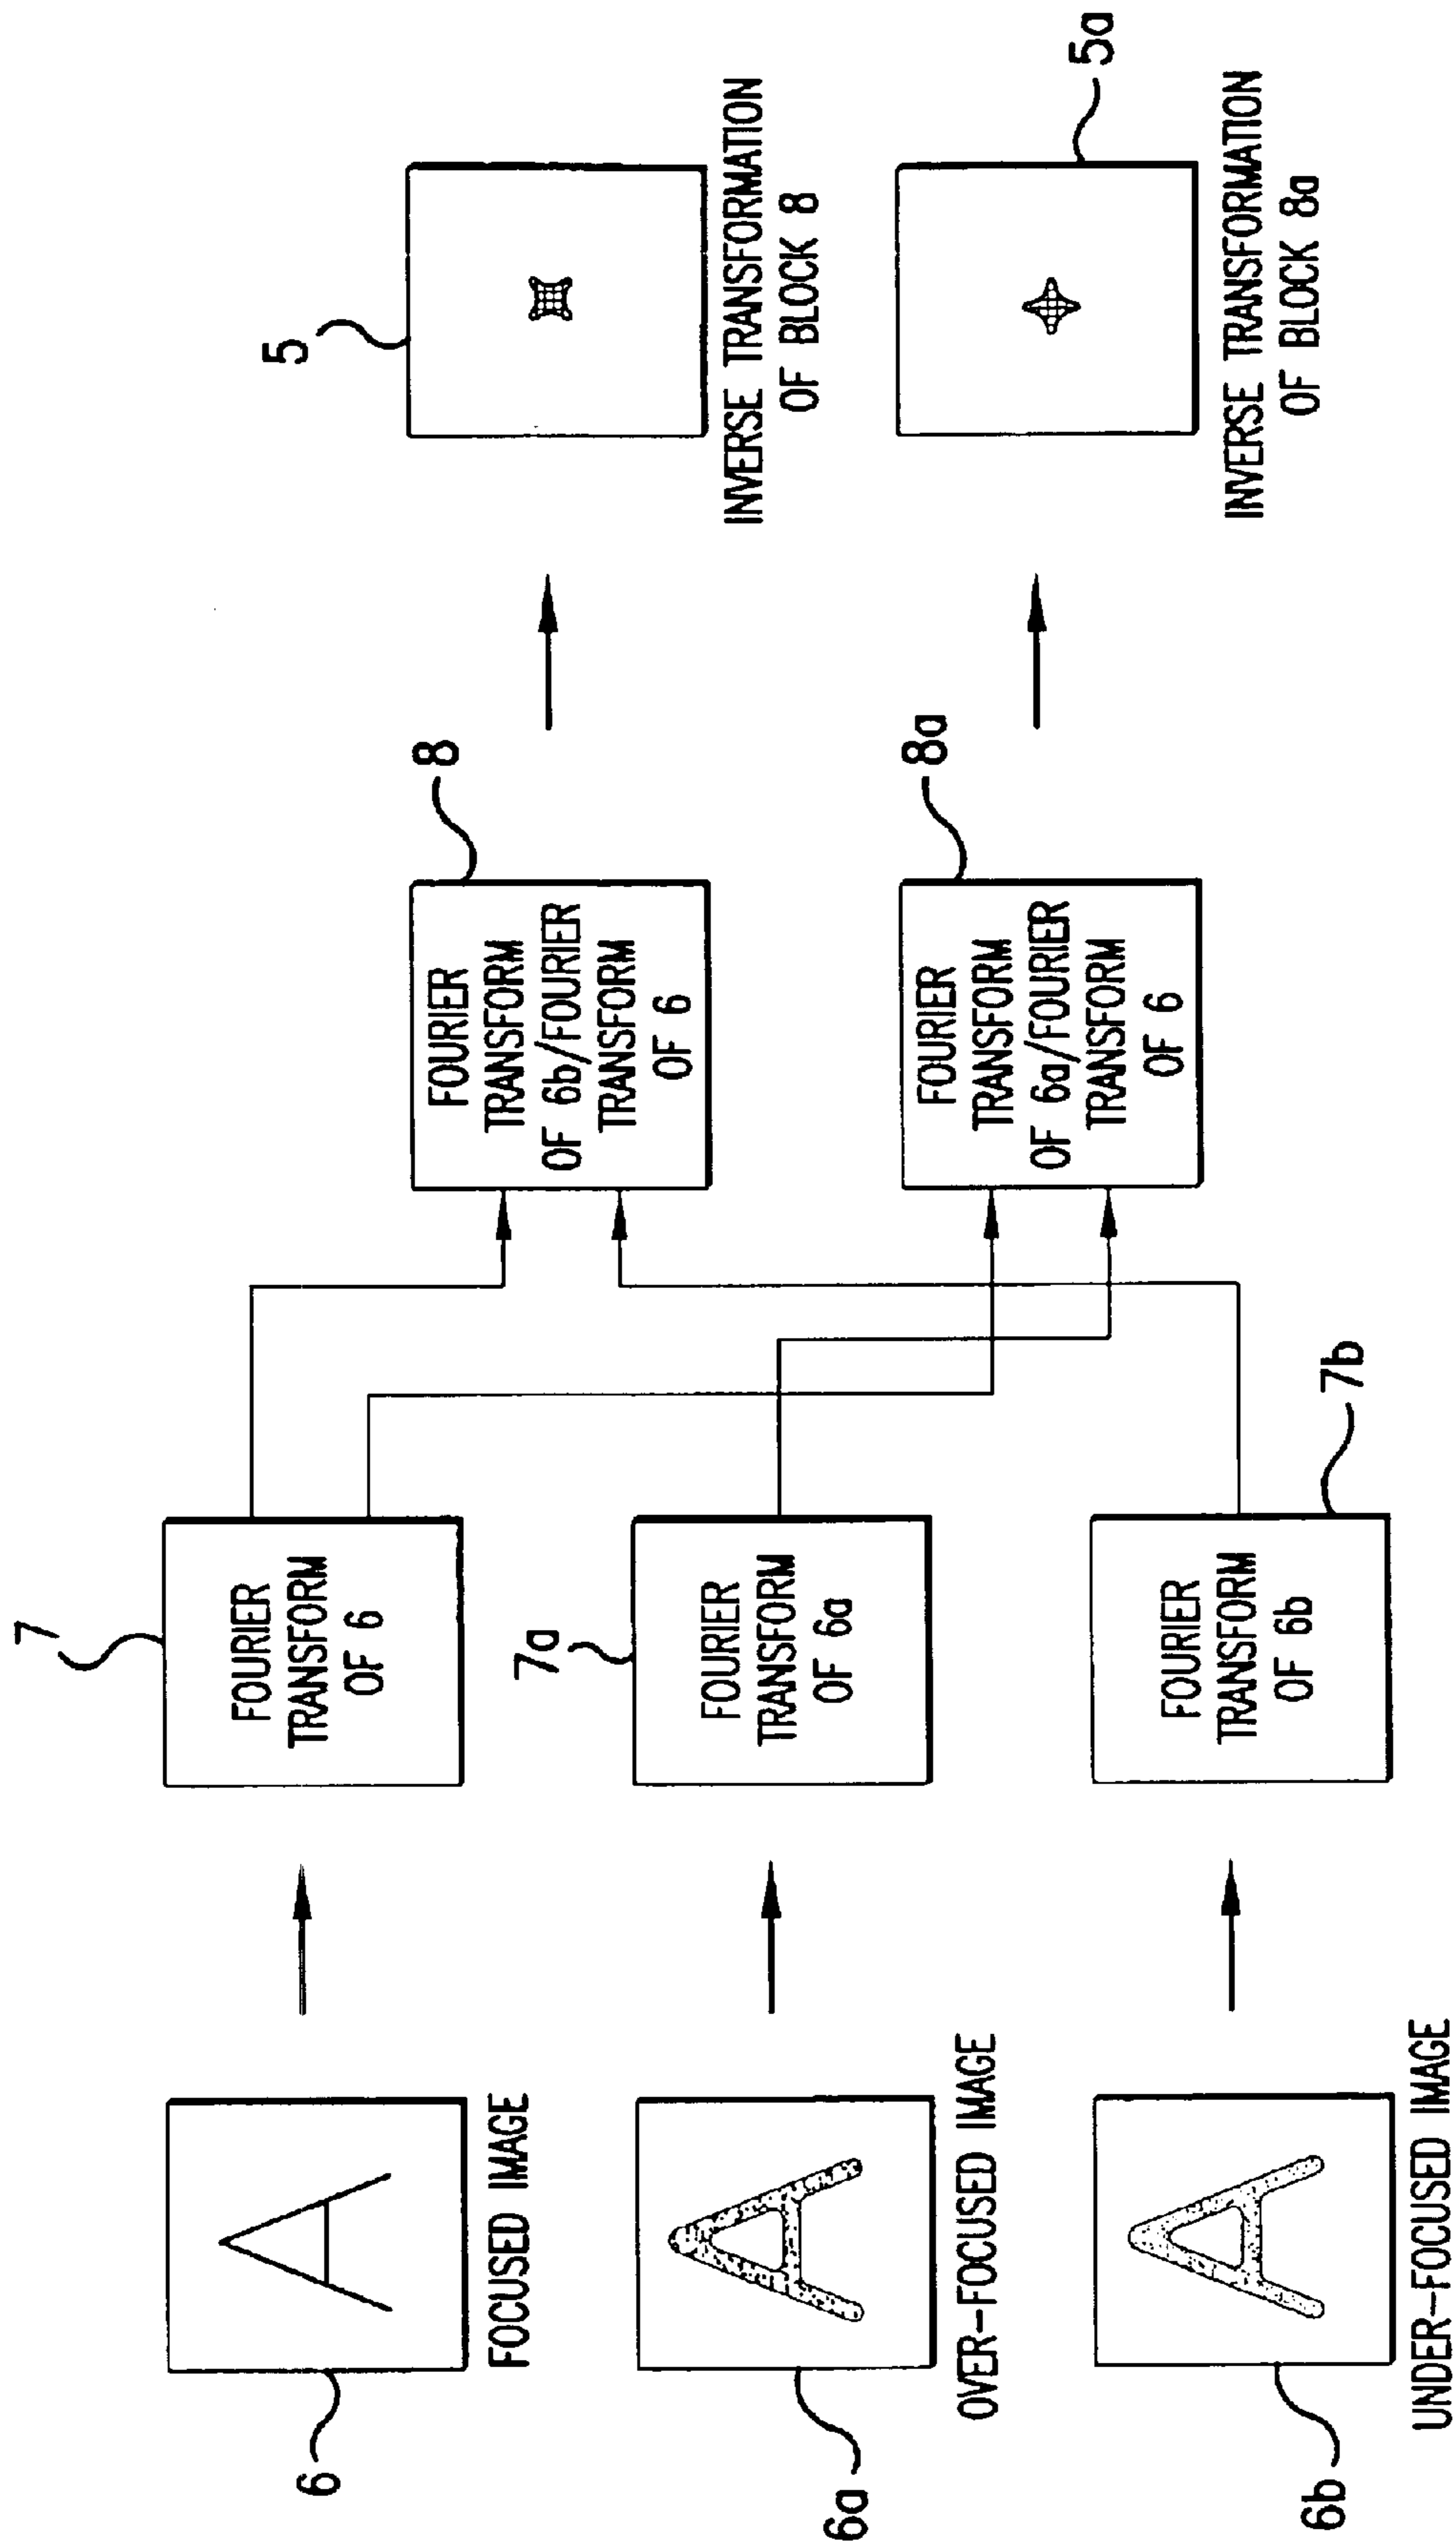 6
FOCUSED IMAGE
6a
OVER-FOCUSED IMAGE
6b
UNDER-FOCUSED IMAGE
7
FOURIER
TRANSFORM
OF 6
7a
FOURIER
TRANSFORM
OF 6a
7b
FOURIER
TRANSFORM
OF 6b
8
FOURIER
TRANSFORM
OF 6b/FOURIER
TRANSFORM
OF 6
8a
FOURIER
TRANSFORM
OF 6a/FOURIER
TRANSFORM
OF 6
5
INVERSE TRANSFORMATION
OF BLOCK 8
5a
INVERSE TRANSFORMATION
OF BLOCK 8a
A
A
A